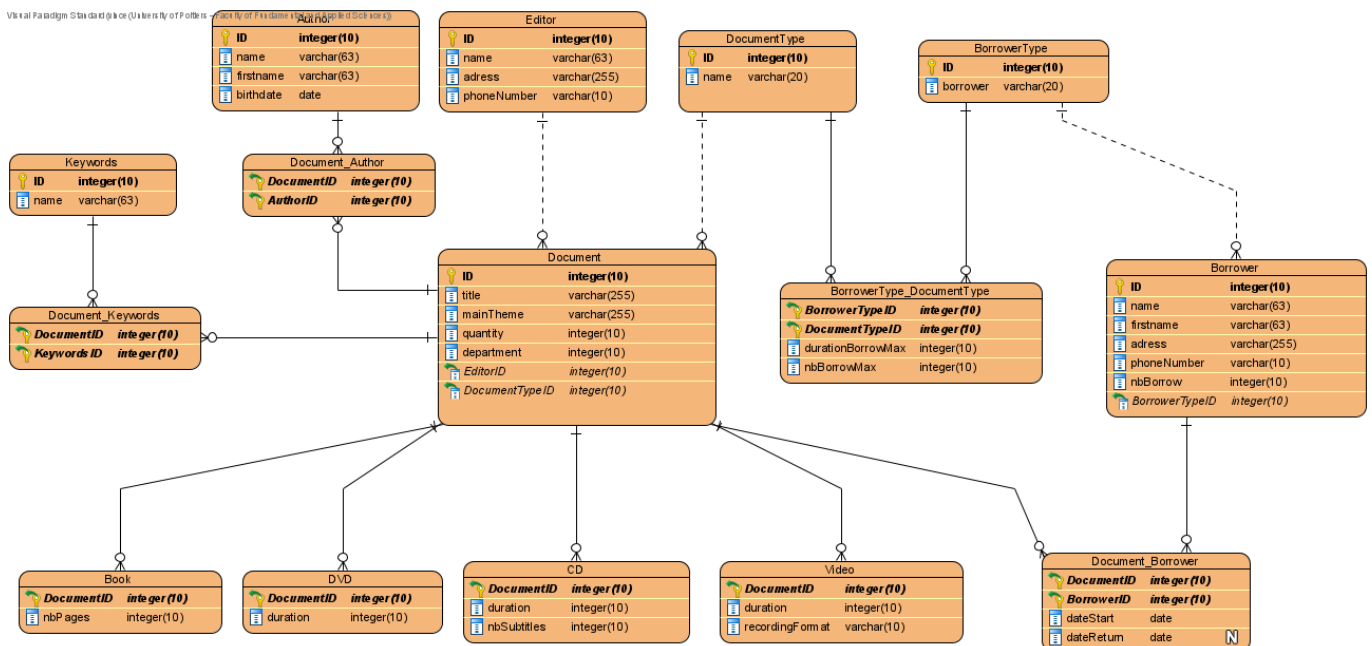 Visual Paradigm Standard(vince(University of Poitiers - Faculty of Fundamental and Applied Sciences))
Author
ID integer(10)
name varchar(63)
firstname varchar(63)
birthdate date
Editor
ID integer(10)
name varchar(63)
adress varchar(255)
phoneNumber varchar(10)
DocumentType
ID integer(10)
name varchar(20)
BorrowerType
ID integer(10)
borrower varchar(20)
Keywords
ID integer(10)
name varchar(63)
Document_Author
DocumentID integer(10)
AuthorID integer(10)
Document
ID integer(10)
title varchar(255)
mainTheme varchar(255)
quantity integer(10)
department integer(10)
EditorID integer(10)
DocumentTypeID integer(10)
BorrowerType_DocumentType
BorrowerTypeID integer(10)
DocumentTypeID integer(10)
durationBorrowMax integer(10)
nbBorrowMax integer(10)
Borrower
ID integer(10)
name varchar(63)
firstname varchar(63)
adress varchar(255)
phoneNumber varchar(10)
nbBorrow integer(10)
BorrowerTypeID integer(10)
Document_Keywords
DocumentID integer(10)
KeywordsID integer(10)
Book
DocumentID integer(10)
nbPages integer(10)
DVD
DocumentID integer(10)
duration integer(10)
CD
DocumentID integer(10)
duration integer(10)
nbSubtitles integer(10)
Video
DocumentID integer(10)
duration integer(10)
recordingFormat varchar(10)
Document_Borrower
DocumentID integer(10)
BorrowerID integer(10)
dateStart date
dateReturn date N